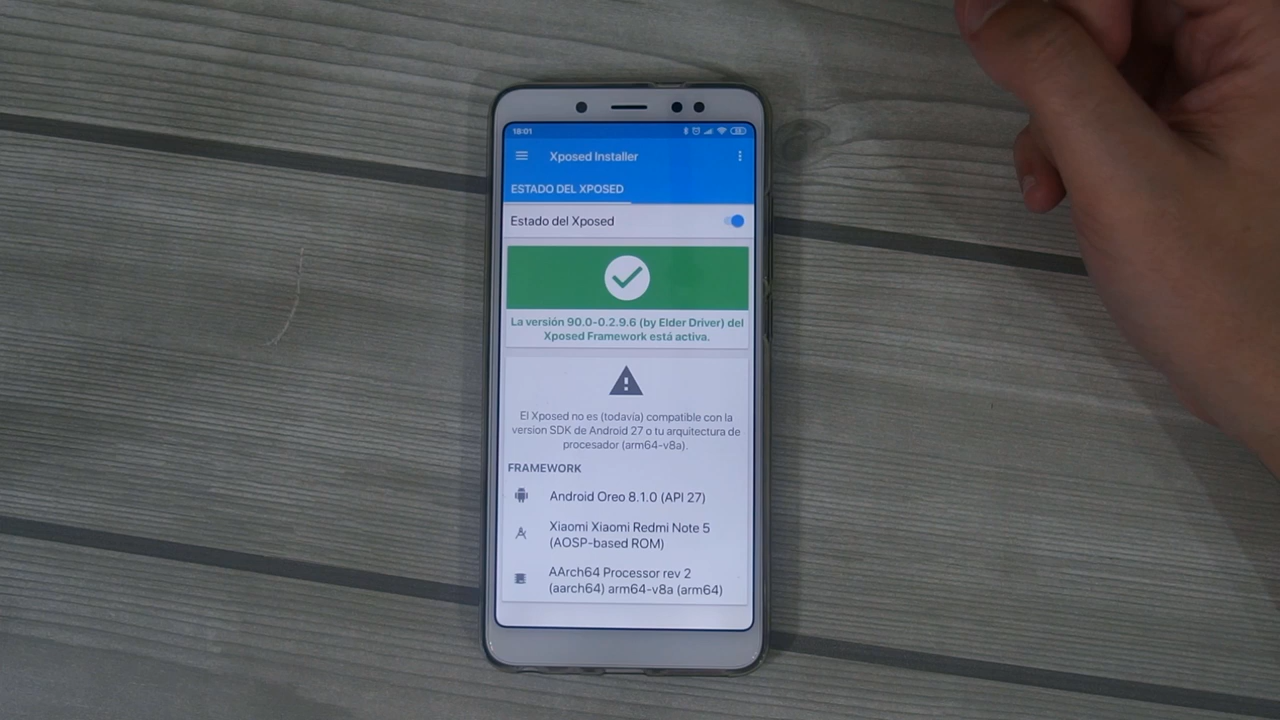 18:01
Xposed Installer
ESTADO DEL XPOSED
Estado del Xposed
La versión 90.0-0.2.9.6 (by Elder Driver) del
Xposed Framework está activa.
El Xposed no es (todavía) compatible con la
version SDK de Android 27 o tu arquitectura de
procesador (arm64-v8a).
FRAMEWORK
Android Oreo 8.1.0 (API 27)
Xiaomi Xiaomi Redmi Note 5
(AOSP-based ROM)
AArch64 Processor rev 2
(aarch64) arm64-v8a (arm64)